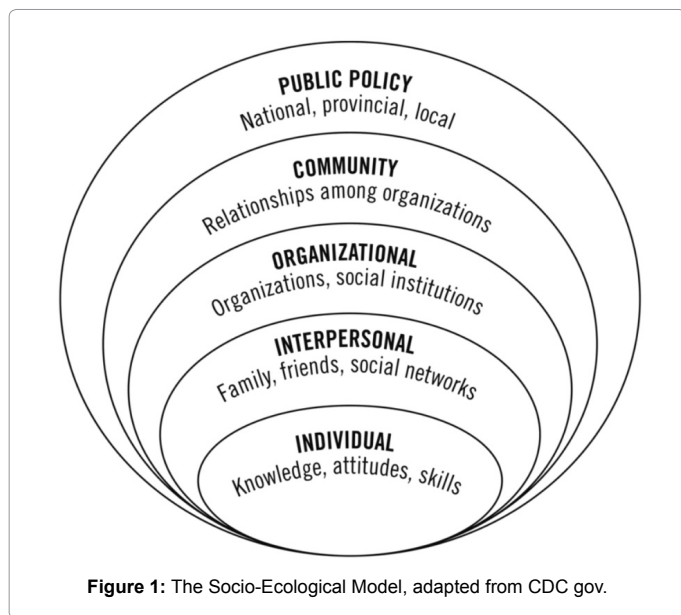 PUBLIC POLICY
National, provincial, local
COMMUNITY
Relationships among organizations
ORGANIZATIONAL
Organizations, social institutions
INTERPERSONAL
Family, friends, social networks
INDIVIDUAL
Knowledge, attitudes, skills
Figure 1: The Socio-Ecological Model, adapted from CDC gov.